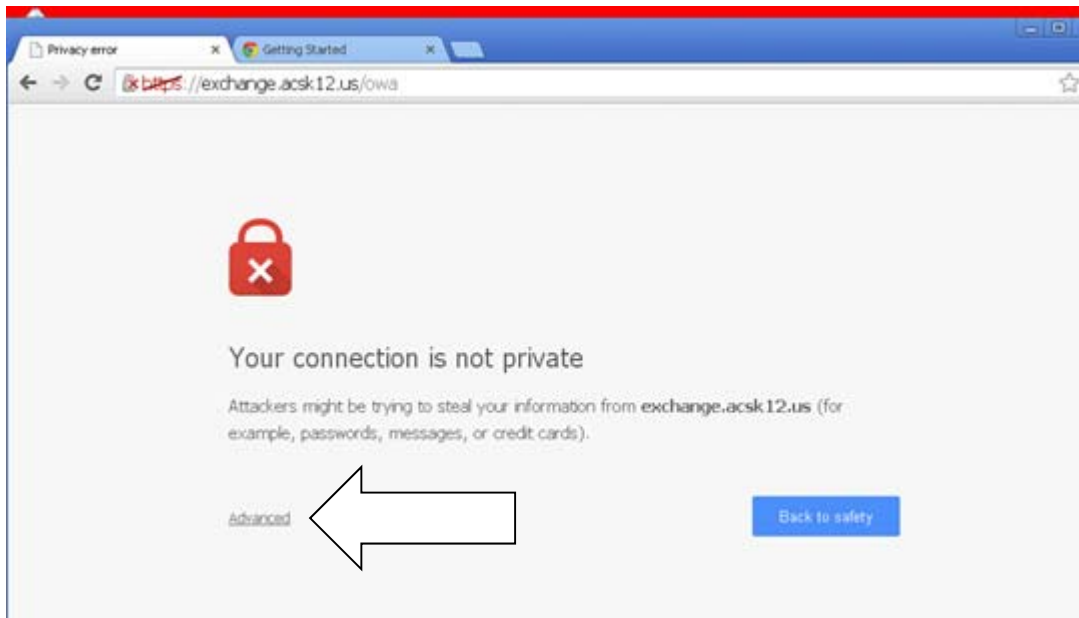 Privacy error
Getting Started
https://exchange.acsk12.us/owa
Your connection is not private
Attackers might be trying to steal your information from exchange.acsk12.us (for
example, passwords, messages, or credit cards).
Advanced
Back to safety